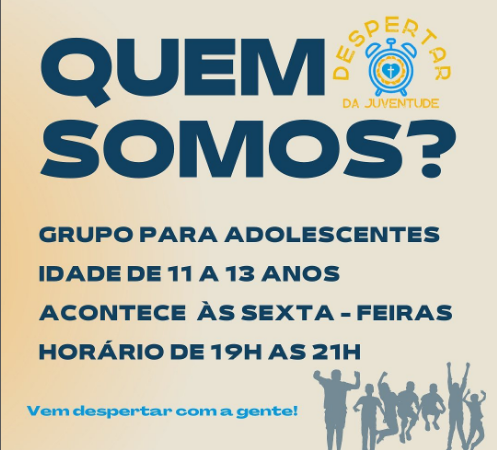 QUEM
SOMOS?
DESPERTAR
DA JUVENTUDE
GRUPO PARA ADOLESCENTES
IDADE DE 11 A 13 ANOS
ACONTECE ÀS SEXTA - FEIRAS
HORÁRIO DE 19H AS 21H
Vem despertar com a gente!